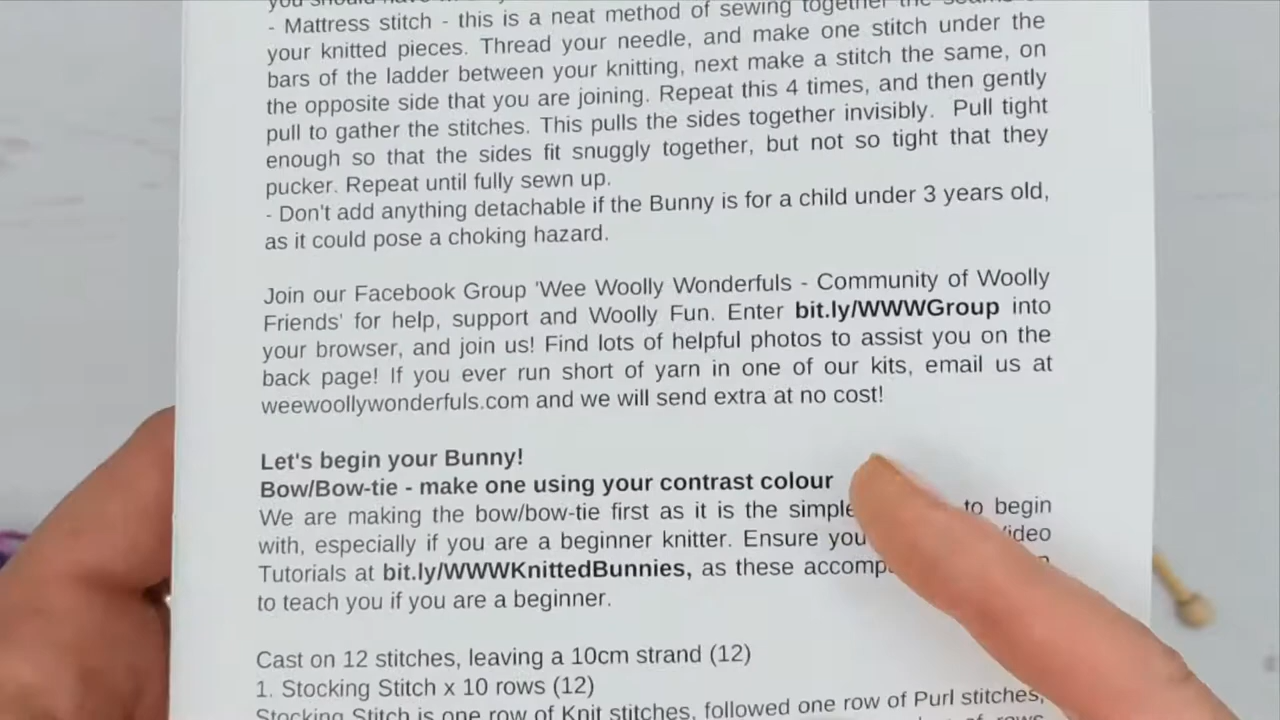 - Mattress stitch - this is a neat method of sewing together the seams
your knitted pieces. Thread your needle, and make one stitch under the
bars of the ladder between your knitting, next make a stitch the same, on
the opposite side that you are joining. Repeat this 4 times, and then gently
pull to gather the stitches. This pulls the sides together invisibly. Pull tight
enough so that the sides fit snuggly together, but not so tight that they
pucker. Repeat until fully sewn up.
- Don't add anything detachable if the Bunny is for a child under 3 years old,
as it could pose a choking hazard.
Join our Facebook Group 'Wee Woolly Wonderfuls - Community of Woolly
Friends' for help, support and Woolly Fun. Enter bit.ly/WWWGroup into
your browser, and join us! Find lots of helpful photos to assist you on the
back page! If you ever run short of yarn in one of our kits, email us at
weewoollywonderfuls.com and we will send extra at no cost!
Let's begin your Bunny!
Bow/Bow-tie - make one using your contrast colour
We are making the bow/bow-tie first as it is the simple to begin
with, especially if you are a beginner knitter. Ensure you
Tutorials at bit.ly/WWWKnittedBunnies, as these
to teach you if you are a beginner.
Cast on 12 stitches, leaving a 10cm strand (12)
1. Stocking Stitch x 10 rows (12)
Stocking Stitch is one row of Knit stitches, followed one row of Purl stitches,